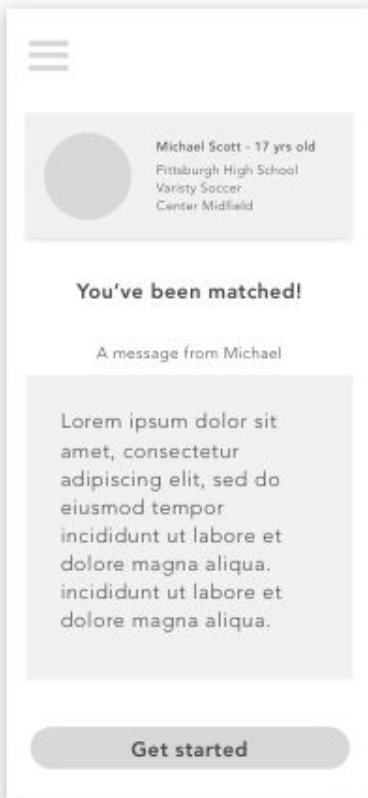 Michael Scott - 17 yrs old
Pittsburgh High School
Varisty Soccer
Center Midfield
You've been matched!
A message from Michael
Lorem ipsum dolor sit
amet, consectetur
adipiscing elit, sed do
eiusmod tempor
incididunt ut labore et
dolore magna aliqua.
incididunt ut labore et
dolore magna aliqua.
Get started